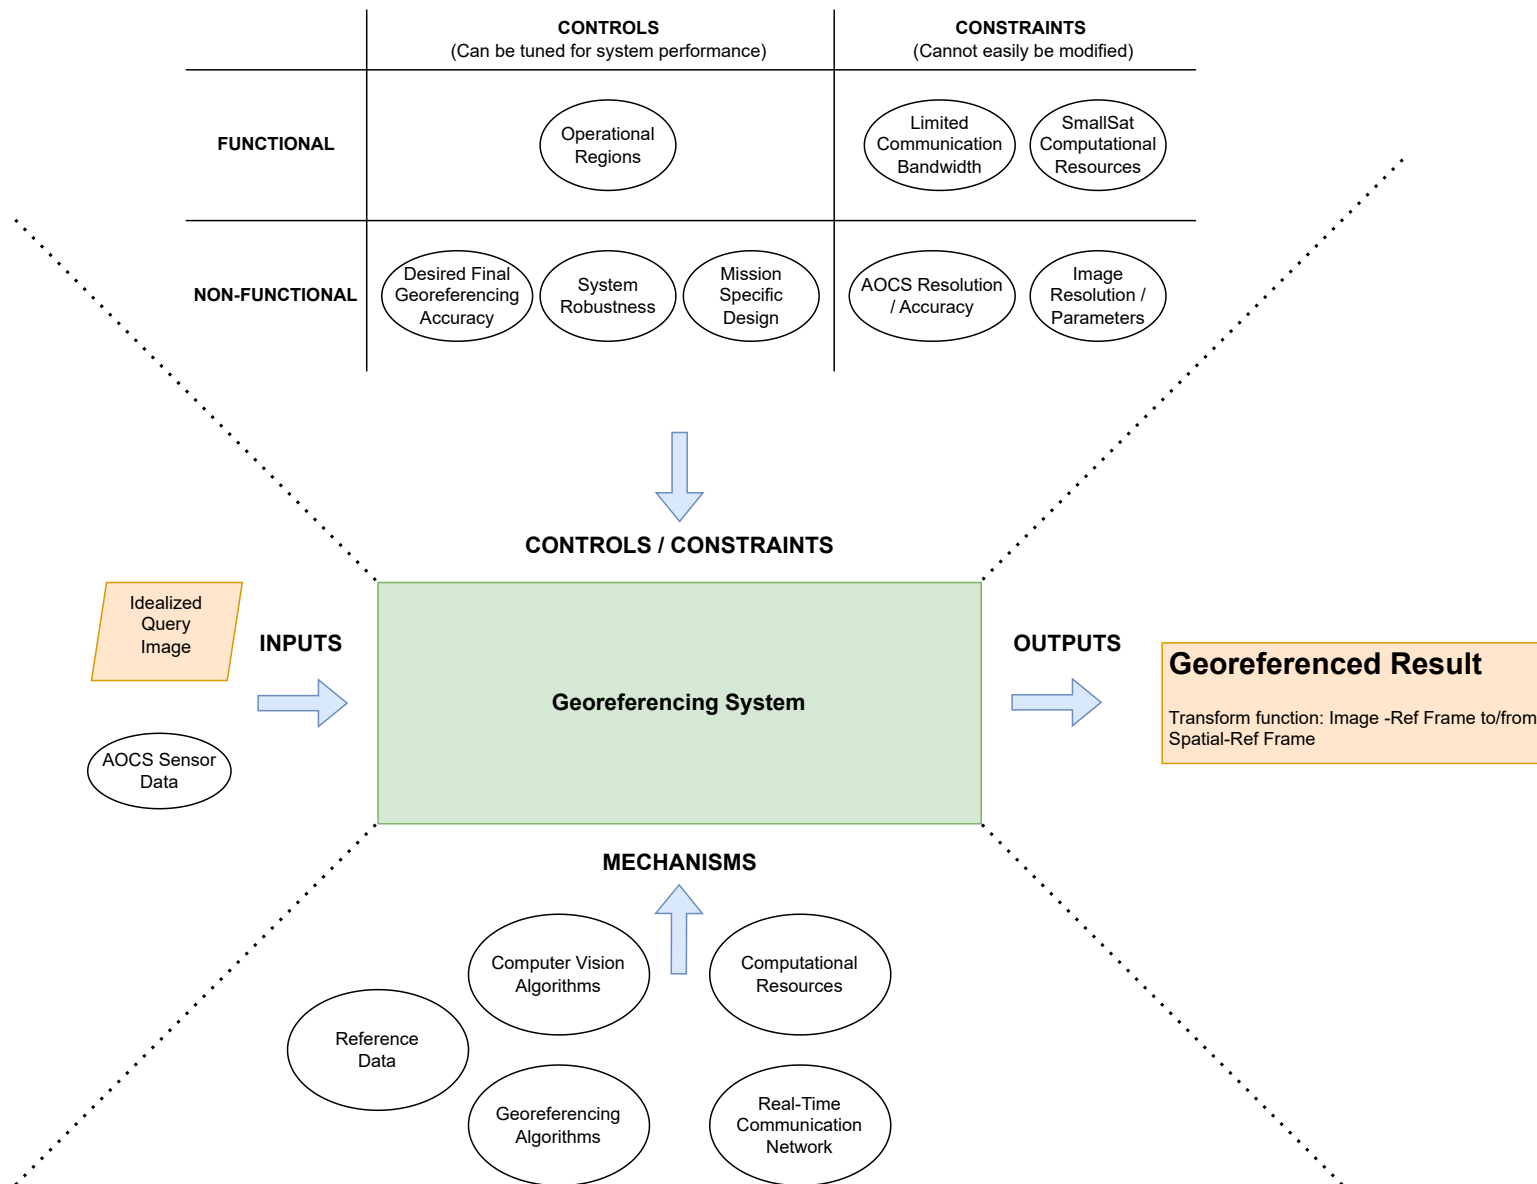 CONTROLS
(Can be tuned for system performance)
CONSTRAINTS
(Cannot easily be modified)
FUNCTIONAL
Operational
Regions
Limited
Communication
Bandwidth
SmallSat
Computational
Resources
NON-FUNCTIONAL
Desired Final
Georeferencing
Accuracy
System
Robustness
Mission
Specific
Design
AOCS Resolution
/ Accuracy
Image
Resolution /
Parameters
CONTROLS / CONSTRAINTS
Idealized
Query
Image
INPUTS
AOCS Sensor
Data
Georeferencing System
OUTPUTS
Georeferenced Result
Transform function: Image -Ref Frame to/from
Spatial-Ref Frame
MECHANISMS
Computer Vision
Algorithms
Computational
Resources
Reference
Data
Georeferencing
Algorithms
Real-Time
Communication
Network